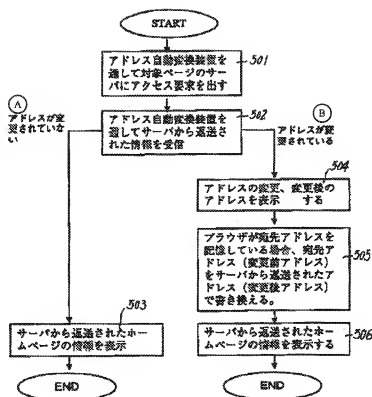 START
アドレス自動変換装置を
通して対象ページのサー
バにアクセス要求を出す
501
アドレス自動変換装置を
通してサーバから返送さ
れた情報を受信
502
A
アドレスが変
更されていな
い
B
アドレスが変更
されている
504
アドレスの変更、変更後の
アドレスを表示 する
ブラウザが宛先アドレスを
記憶している場合、宛先ア
ドレス（変更前アドレス）
をサーバから返送されたア
ドレス（変更後アドレス）
で書き換える。
505
503
サーバから返送されたホー
ムページの情報を表示
サーバから返送されたホー
ムページの情報を表示する
506
END
END